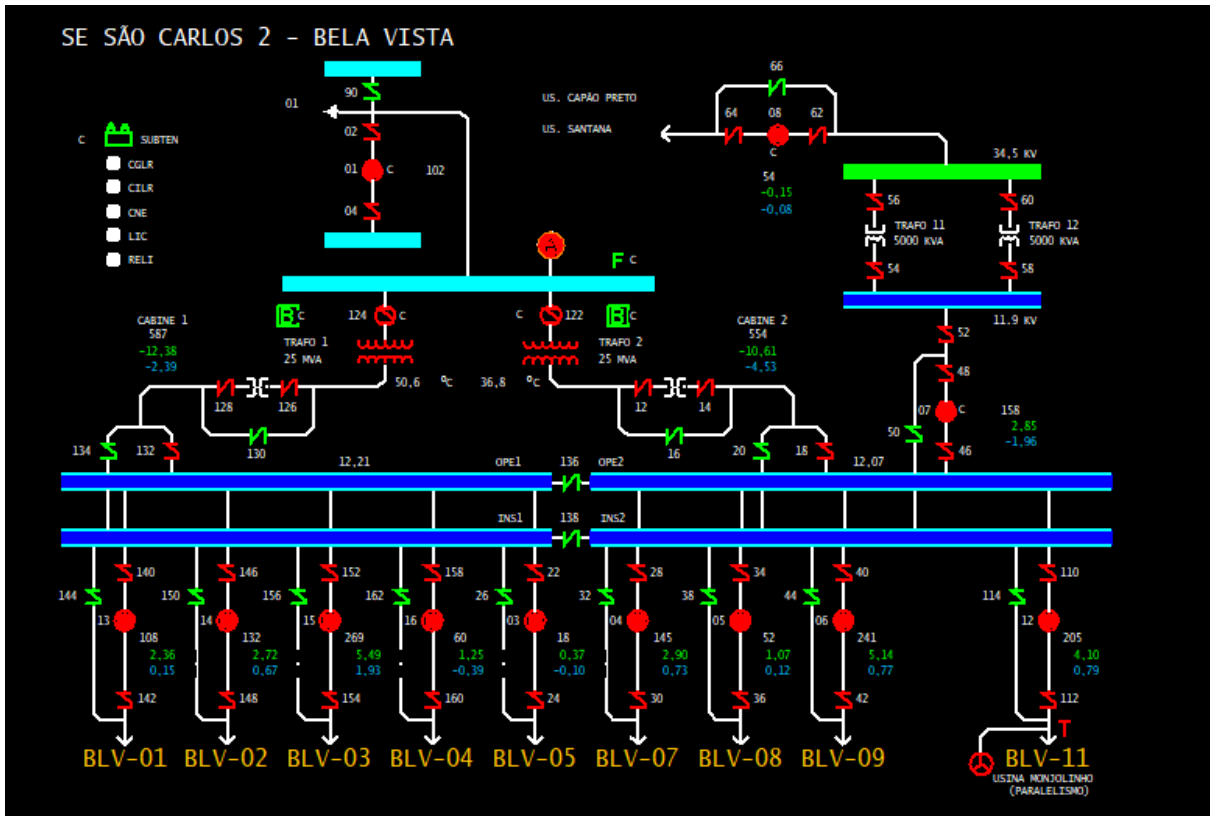 SE SÃO CARLOS 2 - BELA VISTA
66
90
01
US. CAPÃO PRETO
64 08 62
02
US. SANTANA
C SUBTEN
C
34,5 KV
CGLR
01 C 102
54
CILR
-0,15
56 60
CNE
04
-0,08
TRAFO 11
5000 KVA
TRAFO 12
5000 KVA
LIC
RELI
A
F C
54 58
CABINE 1
587
-12,38
-2,39
B C
124 C
C 122
B C
CABINE 2
554
-10,61
-4,53
11.9 KV
TRAFO 1
25 MVA
TRAFO 2
25 MVA
52
50,6 ºC 36,8 ºC
48
128 126
12 14
07 C 158
2,85
-1,96
50
134 132 130
16 20 18
46
12,21 OPE1 136 OPE2 12,07
INS1 138 INS2
140 146 152 158 22 28 34 40 110
144 150 156 162 26 32 38 44 114
13 14 15 16 03 04 05 06 12
108 132 269 60 18 145 52 241 205
2,36 2,72 5,49 1,25 0,37 2,90 1,07 5,14 4,10
0,15 0,67 1,93 -0,39 -0,10 0,73 0,12 0,77 0,79
142 148 154 160 24 30 36 42 112
T
BLV-01 BLV-02 BLV-03 BLV-04 BLV-05 BLV-07 BLV-08 BLV-09 BLV-11
USINA MONJOLINHO
(PARALELISMO)